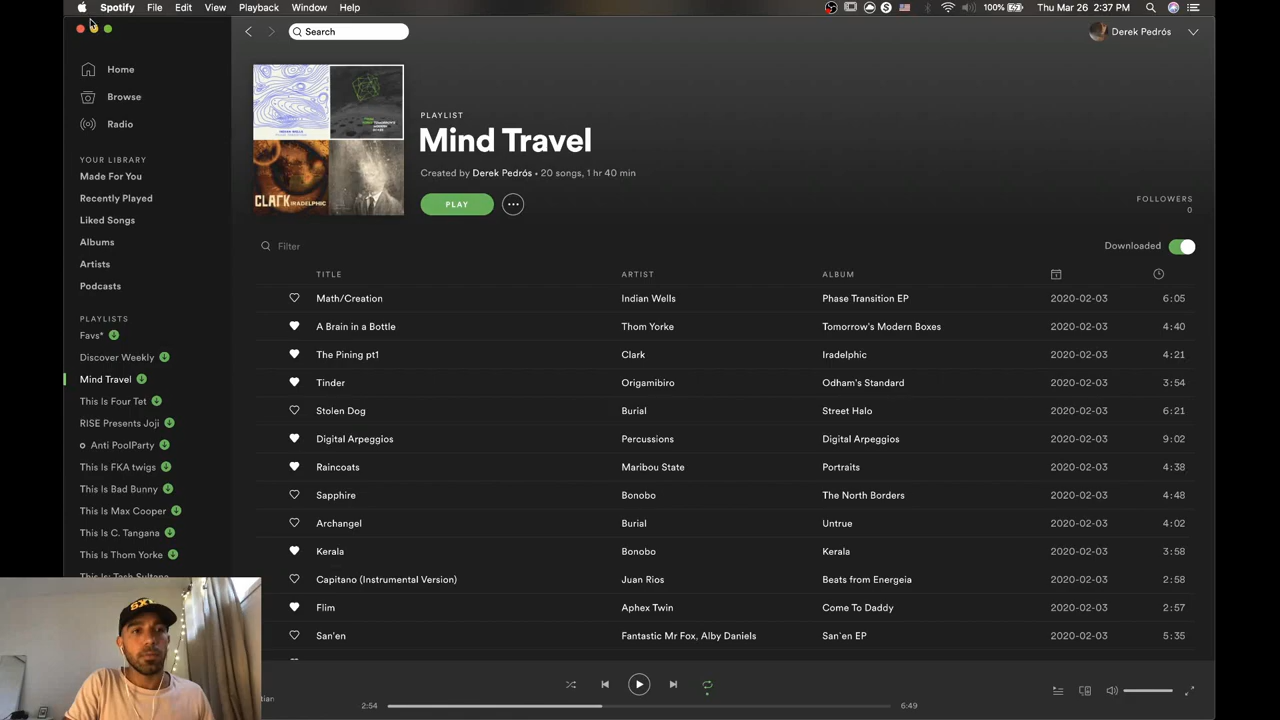 Spotify File Edit View Playback Window Help 100% Thu Mar 26 2:37 PM
Search
Derek Pedrós
Home
Browse
Radio
YOUR LIBRARY
Made For You
Recently Played
Liked Songs
Albums
Artists
Podcasts
PLAYLISTS
Favs*
Discover Weekly
Mind Travel
This Is Four Tet
RISE Presents Joji
Anti PoolParty
This Is FKA twigs
This Is Bad Bunny
This Is Max Cooper
This Is C. Tangana
This Is Thom Yorke
This Is: Tash Sultana
CLARK IRADELPHIC
PLAYLIST
Mind Travel
Created by Derek Pedrós • 20 songs, 1 hr 40 min
PLAY
FOLLOWERS
0
Filter
Downloaded
TITLE ARTIST ALBUM
Math/Creation Indian Wells Phase Transition EP 2020-02-03 6:05
A Brain in a Bottle Thom Yorke Tomorrow's Modern Boxes 2020-02-03 4:40
The Pining pt1 Clark Iradelphic 2020-02-03 4:21
Tinder Origamibiro Odham's Standard 2020-02-03 3:54
Stolen Dog Burial Street Halo 2020-02-03 6:21
Digital Arpeggios Percussions Digital Arpeggios 2020-02-03 9:02
Raincoats Maribou State Portraits 2020-02-03 4:38
Sapphire Bonobo The North Borders 2020-02-03 4:48
Archangel Burial Untrue 2020-02-03 4:02
Kerala Bonobo Kerala 2020-02-03 3:58
Capitano (Instrumental Version) Juan Rios Beats from Energeia 2020-02-03 2:58
Flim Aphex Twin Come To Daddy 2020-02-03 2:57
San'en Fantastic Mr Fox, Alby Daniels San'en EP 2020-02-03 5:35
tian
2:54 6:49